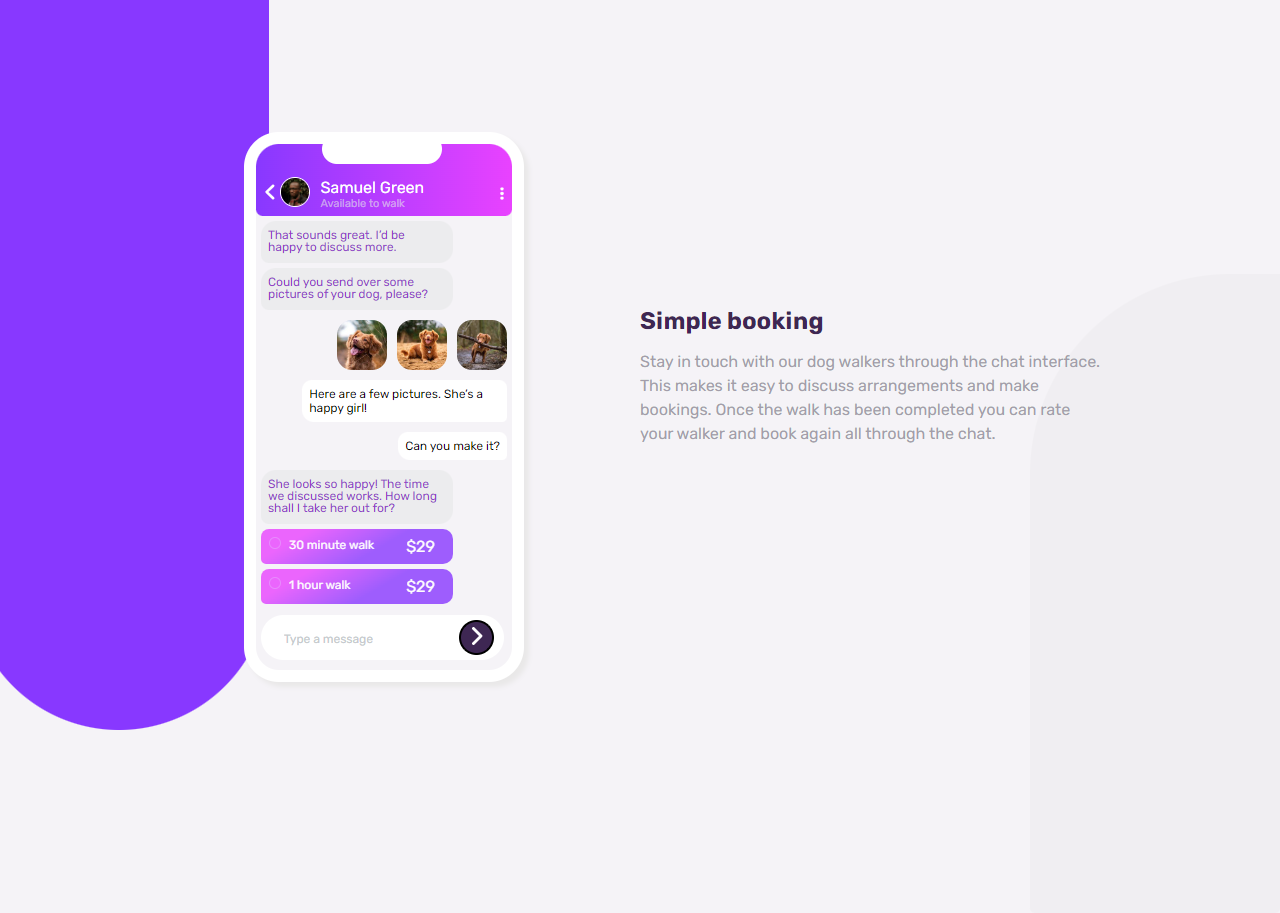 Samuel Green
Available to walk
That sounds great. I’d be
happy to discuss more.
Could you send over some
pictures of your dog, please?
Here are a few pictures. She’s a
happy girl!
Can you make it?
She looks so happy! The time
we discussed works. How long
shall I take her out for?
30 minute walk $29
1 hour walk $29
Type a message
Simple booking
Stay in touch with our dog walkers through the chat interface.
This makes it easy to discuss arrangements and make
bookings. Once the walk has been completed you can rate
your walker and book again all through the chat.